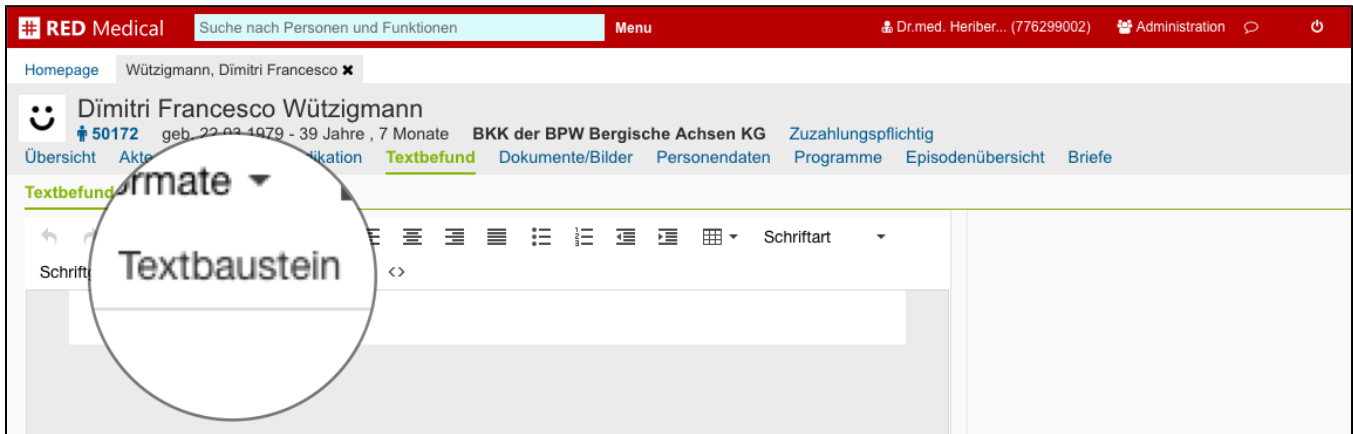 RED Medical Suche nach Personen und Funktionen Menu Dr.med. Heriber... (776299002) Administration
Homepage Wützigmann, Dïmitri Francesco
Dïmitri Francesco Wützigmann
50172 geb. 22.03.1979 - 39 Jahre , 7 Monate BKK der BPW Bergische Achsen KG Zuzahlungspflichtig
Übersicht Akte Textbefund Dokumente/Bilder Personendaten Programme Episodenübersicht Briefe
Textbefund
Schriftart
Textbaustein